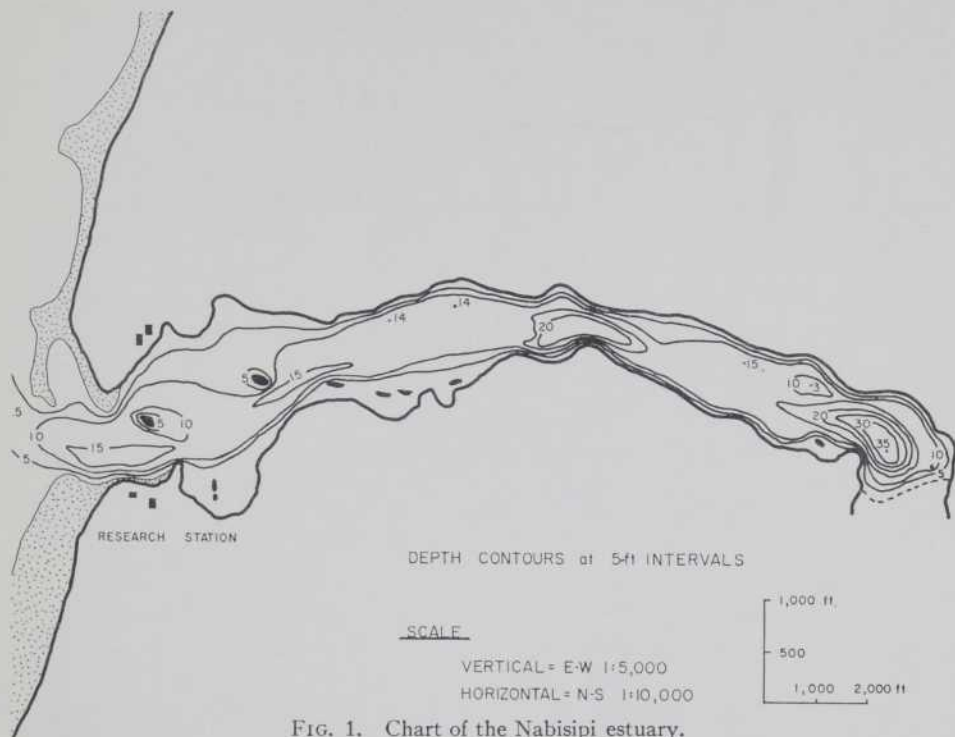 14
14
20
15
10
3
5
15
5
20
30
35
10
5
5
10
10
15
5
RESEARCH STATION
DEPTH CONTOURS at 5-ft INTERVALS
SCALE
VERTICAL = E-W 1:5,000
HORIZONTAL = N-S 1:10,000
1,000 ft.
500
1,000 2,000 ft
FIG. 1. Chart of the Nabisipi estuary.